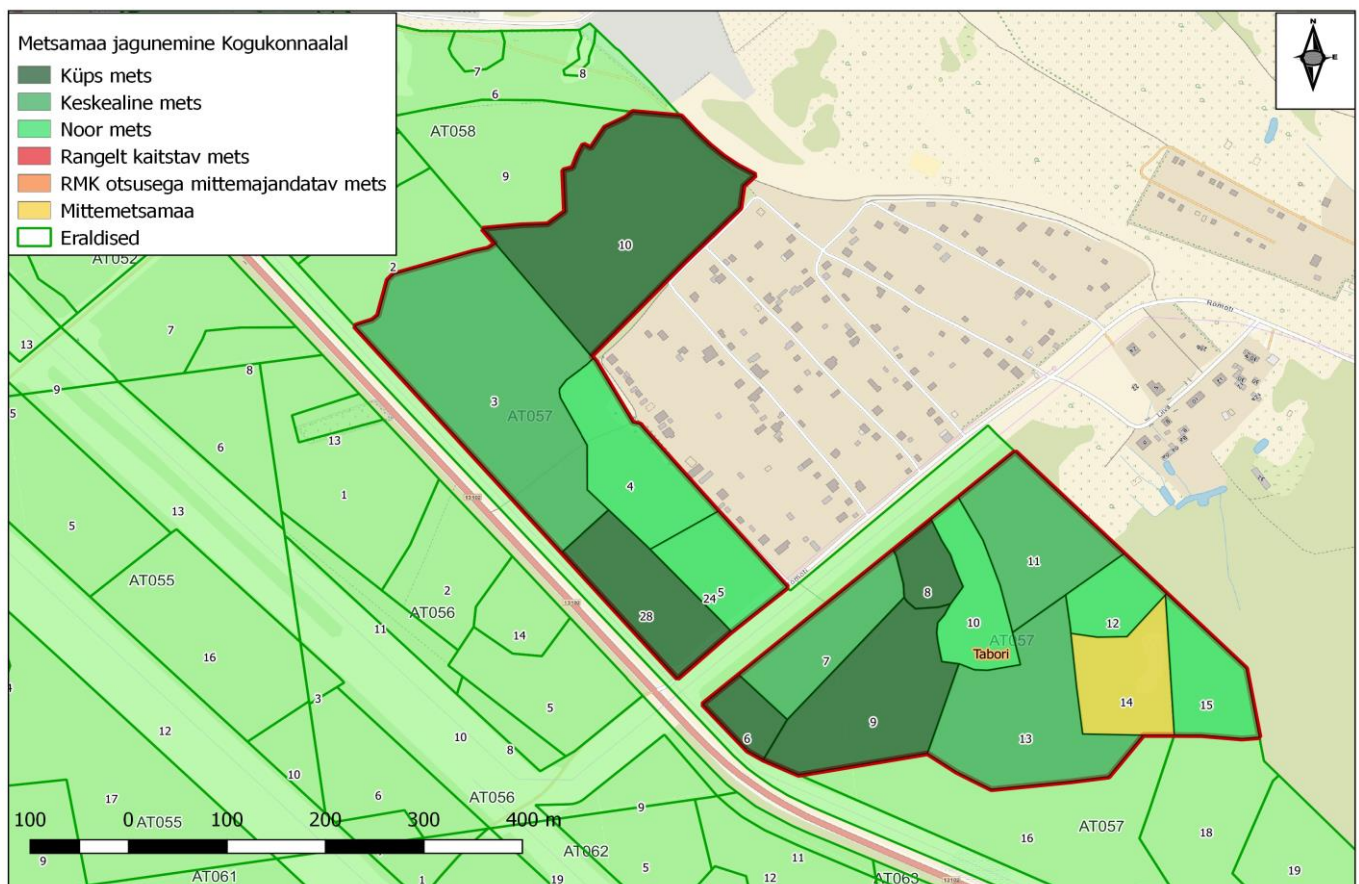 Metsamaa jagunemine Kogukonnaalal
Küps mets
Keskealine mets
Noor mets
Rangelt kaitstav mets
RMK otsusega mittemajandatav mets
Mittemetsamaa
Eraldised
N
E
7
8
6
AT058
9
10
2
AT052
7
13
8
9
3
AT057
5
6
13
1
13
4
5
AT055
2
AT056
11
14
24
5
28
16
3
12
5
10
8
10
6
17
AT055
AT056
9
AT062
5
11
12
9
AT061
1
19
AT063
Romoti
Liiva
11
8
10
12
AT057
Tabori
7
14
15
6
9
13
16
AT057
18
19
100 0 100 200 300 400 m